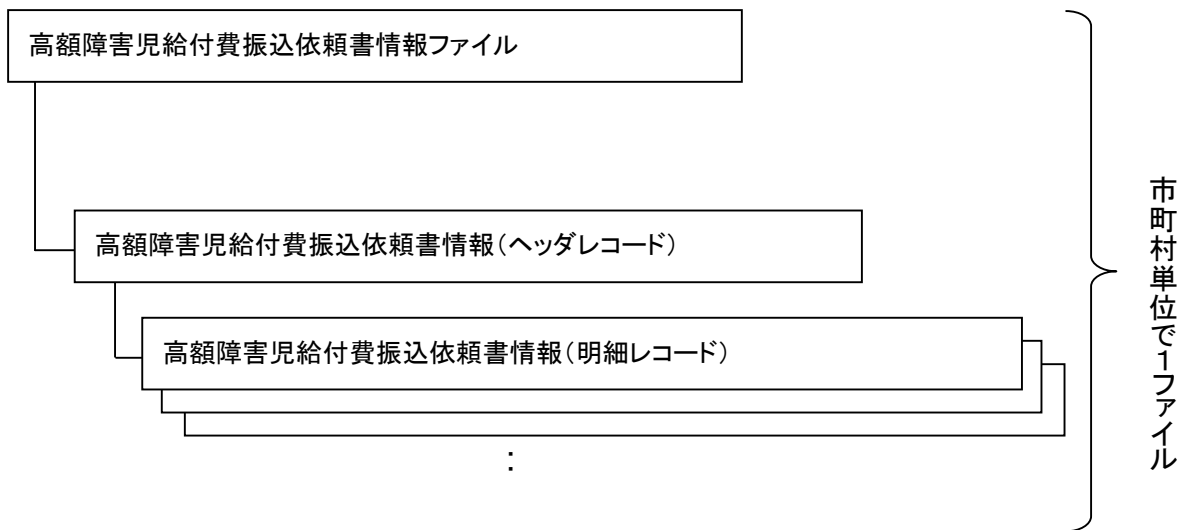 高額障害児給付費振込依頼書情報ファイル
高額障害児給付費振込依頼書情報(ヘッダレコード)
高額障害児給付費振込依頼書情報(明細レコード)
:
市町村単位で1ファイル